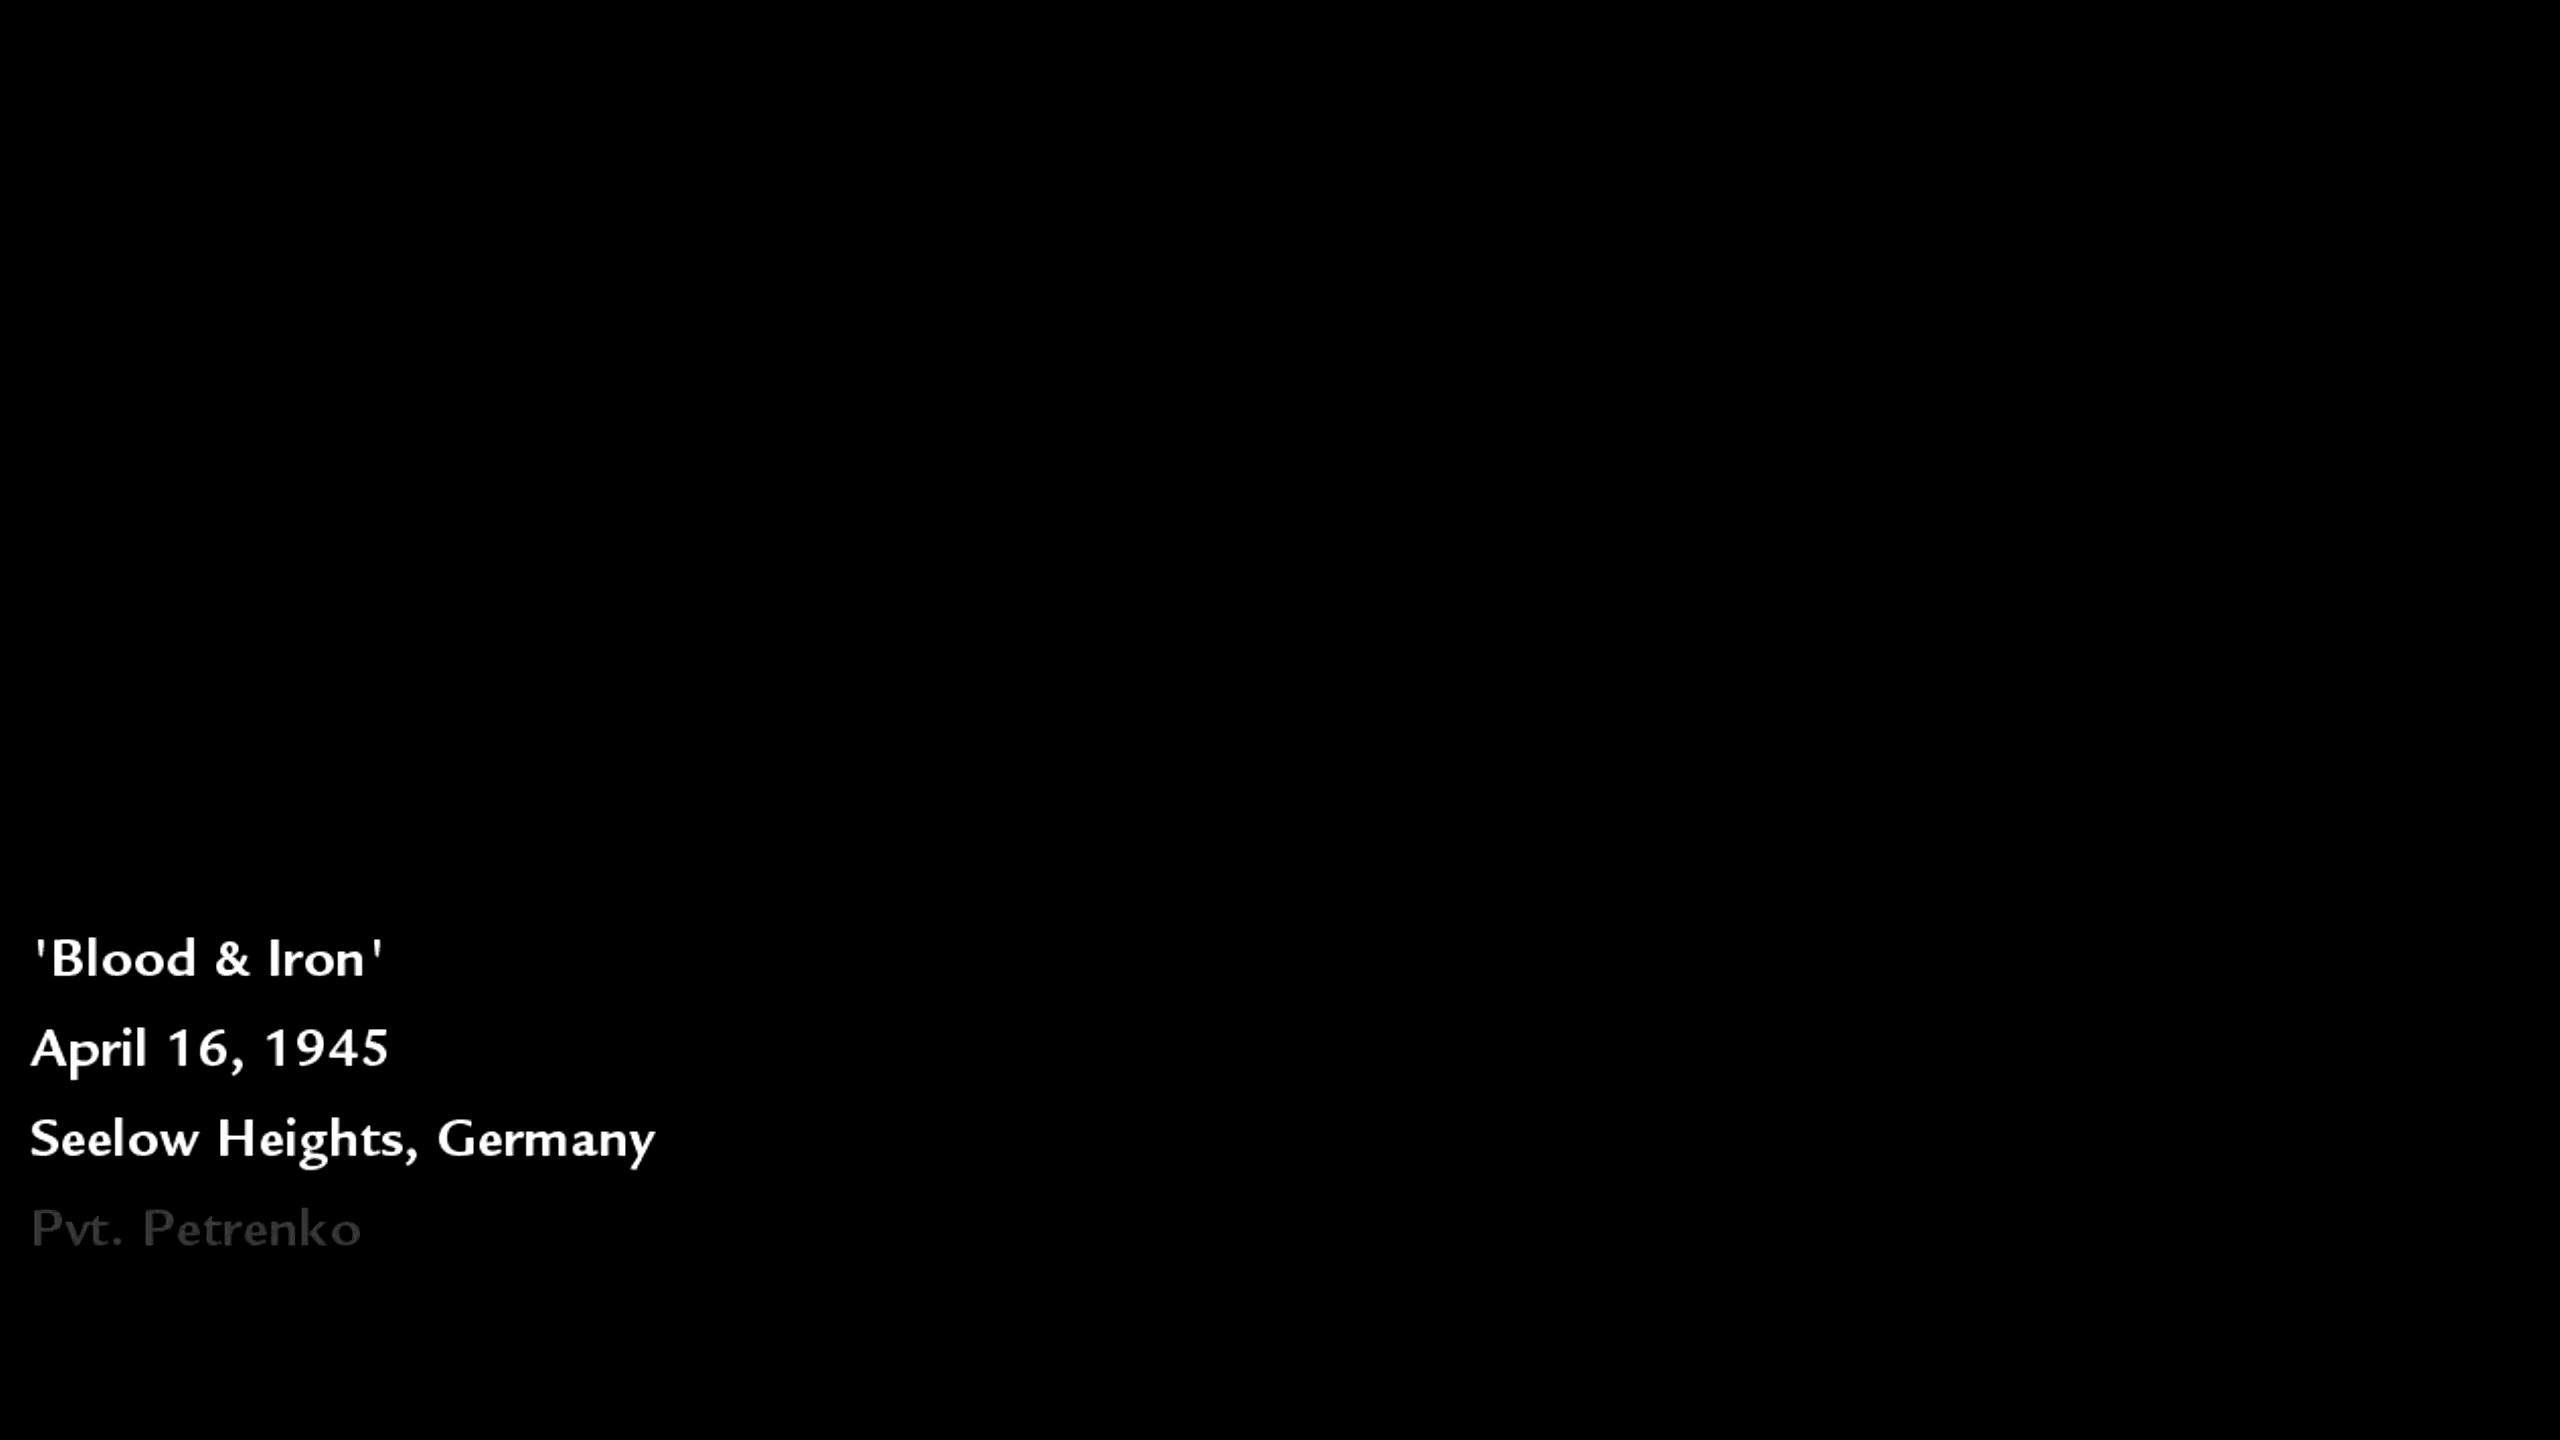 'Blood & Iron'
April 16, 1945
Seelow Heights, Germany
Pvt. Petrenko